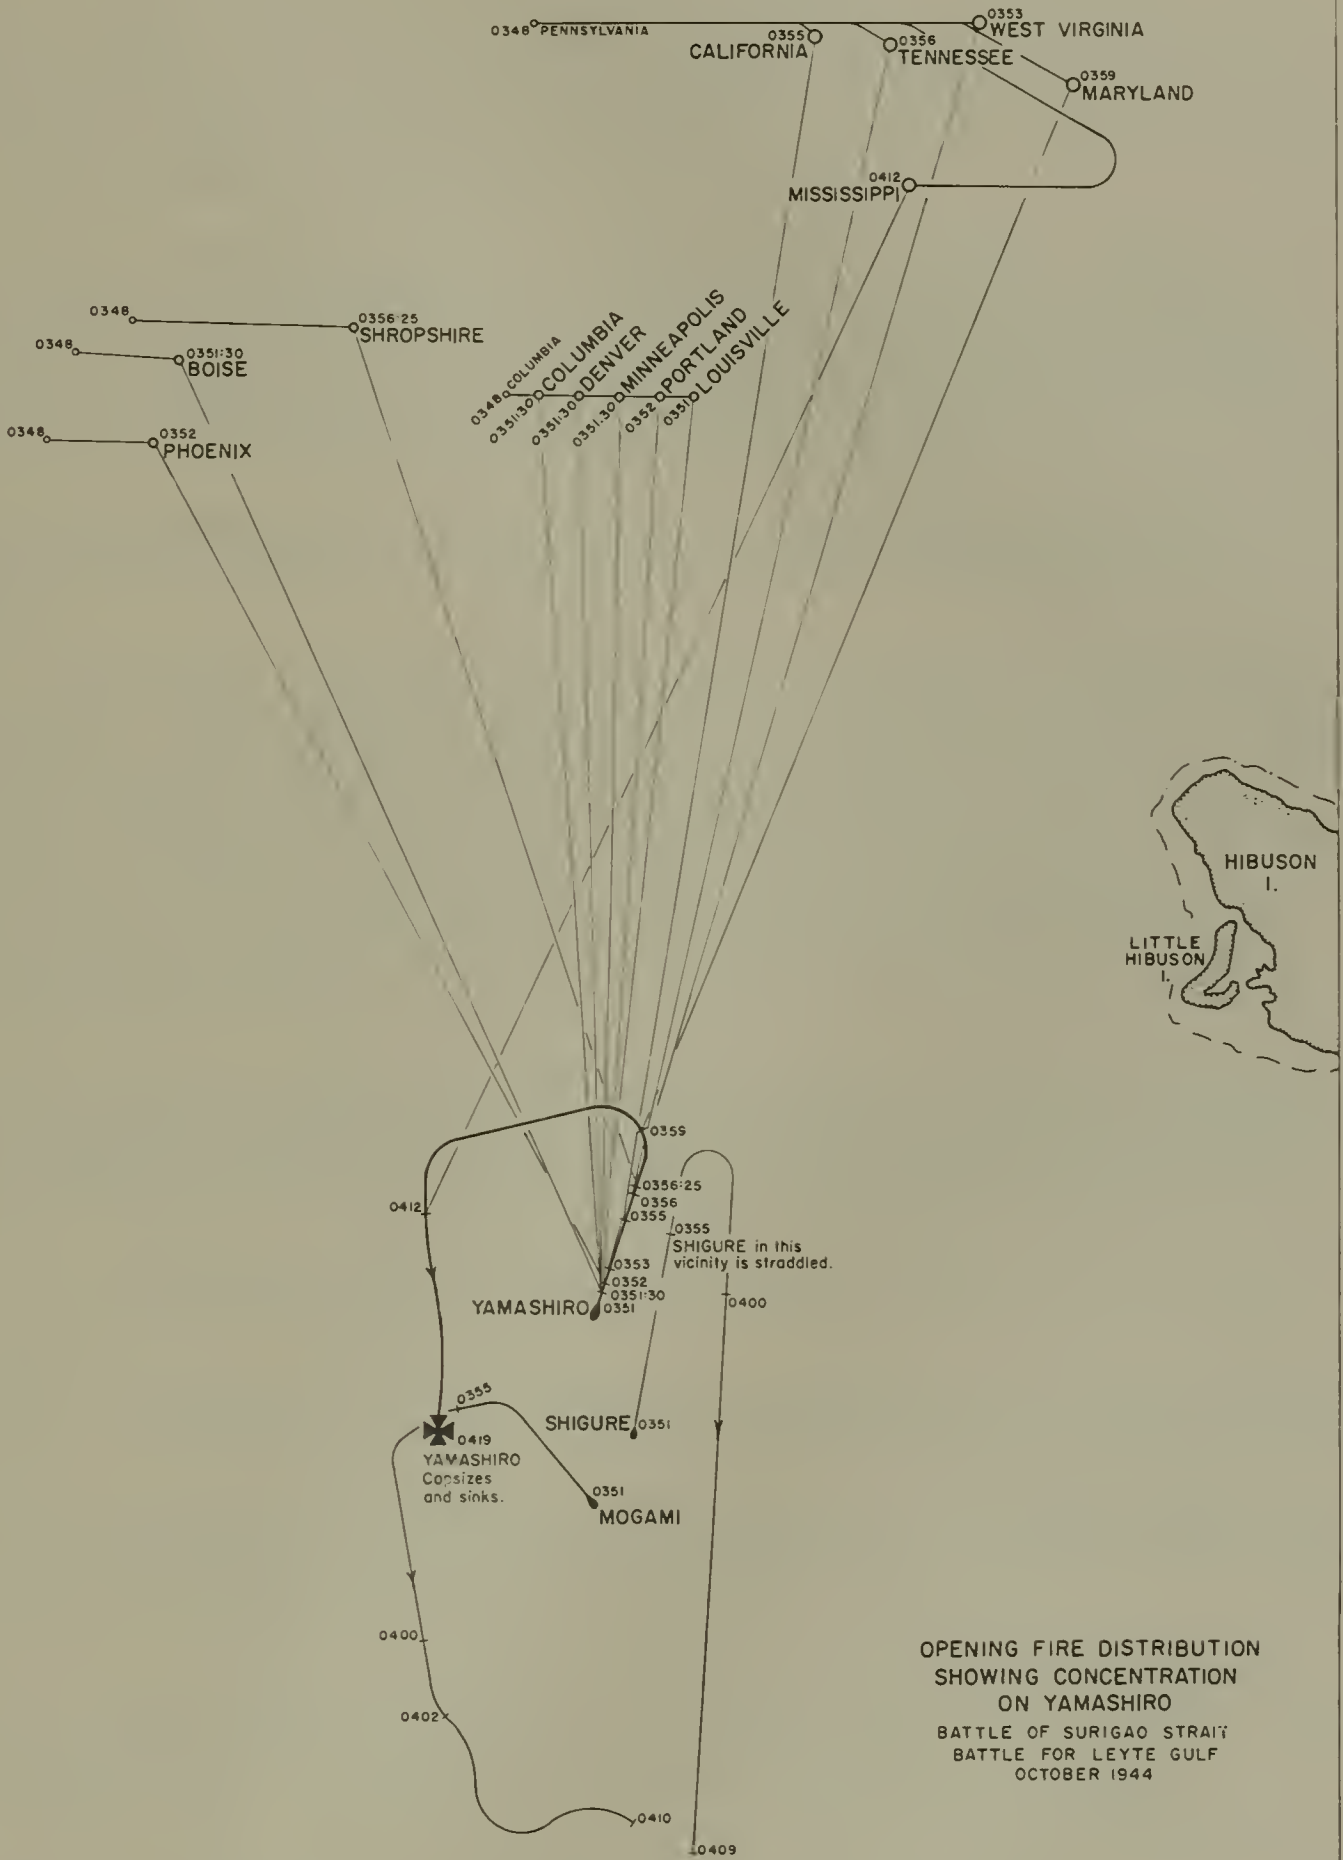 0348 PENNSYLVANIA
0353
WEST VIRGINIA
0355
CALIFORNIA
0356
TENNESSEE
0359
MARYLAND
0412
MISSISSIPPI
0348
0356:25
SHROPSHIRE
0348
0351:30
BOISE
0348
0352
PHOENIX
0348 COLUMBIA
0351:30 COLUMBIA
0351:30 DENVER
0351:30 MINNEAPOLIS
0352 PORTLAND
0351 LOUISVILLE
HIBUSON
I.
LITTLE
HIBUSON
I.
0359
0356:25
0356
0355
0412
0355
SHIGURE in this
vicinity is straddled.
0353
0352
0351:30
YAMASHIRO 0351
0400
0355
SHIGURE 0351
0419
YAMASHIRO
Capsizes
and sinks.
0351
MOGAMI
0400
0402
0410
0409
OPENING FIRE DISTRIBUTION
SHOWING CONCENTRATION
ON YAMASHIRO
BATTLE OF SURIGAO STRAIT
BATTLE FOR LEYTE GULF
OCTOBER 1944